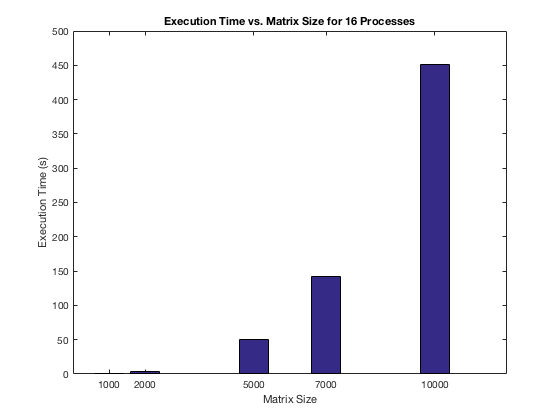 Execution Time vs. Matrix Size for 16 Processes
500
450
400
350
300
250
200
150
100
50
0
Execution Time (s)
1000 2000 5000 7000 10000
Matrix Size